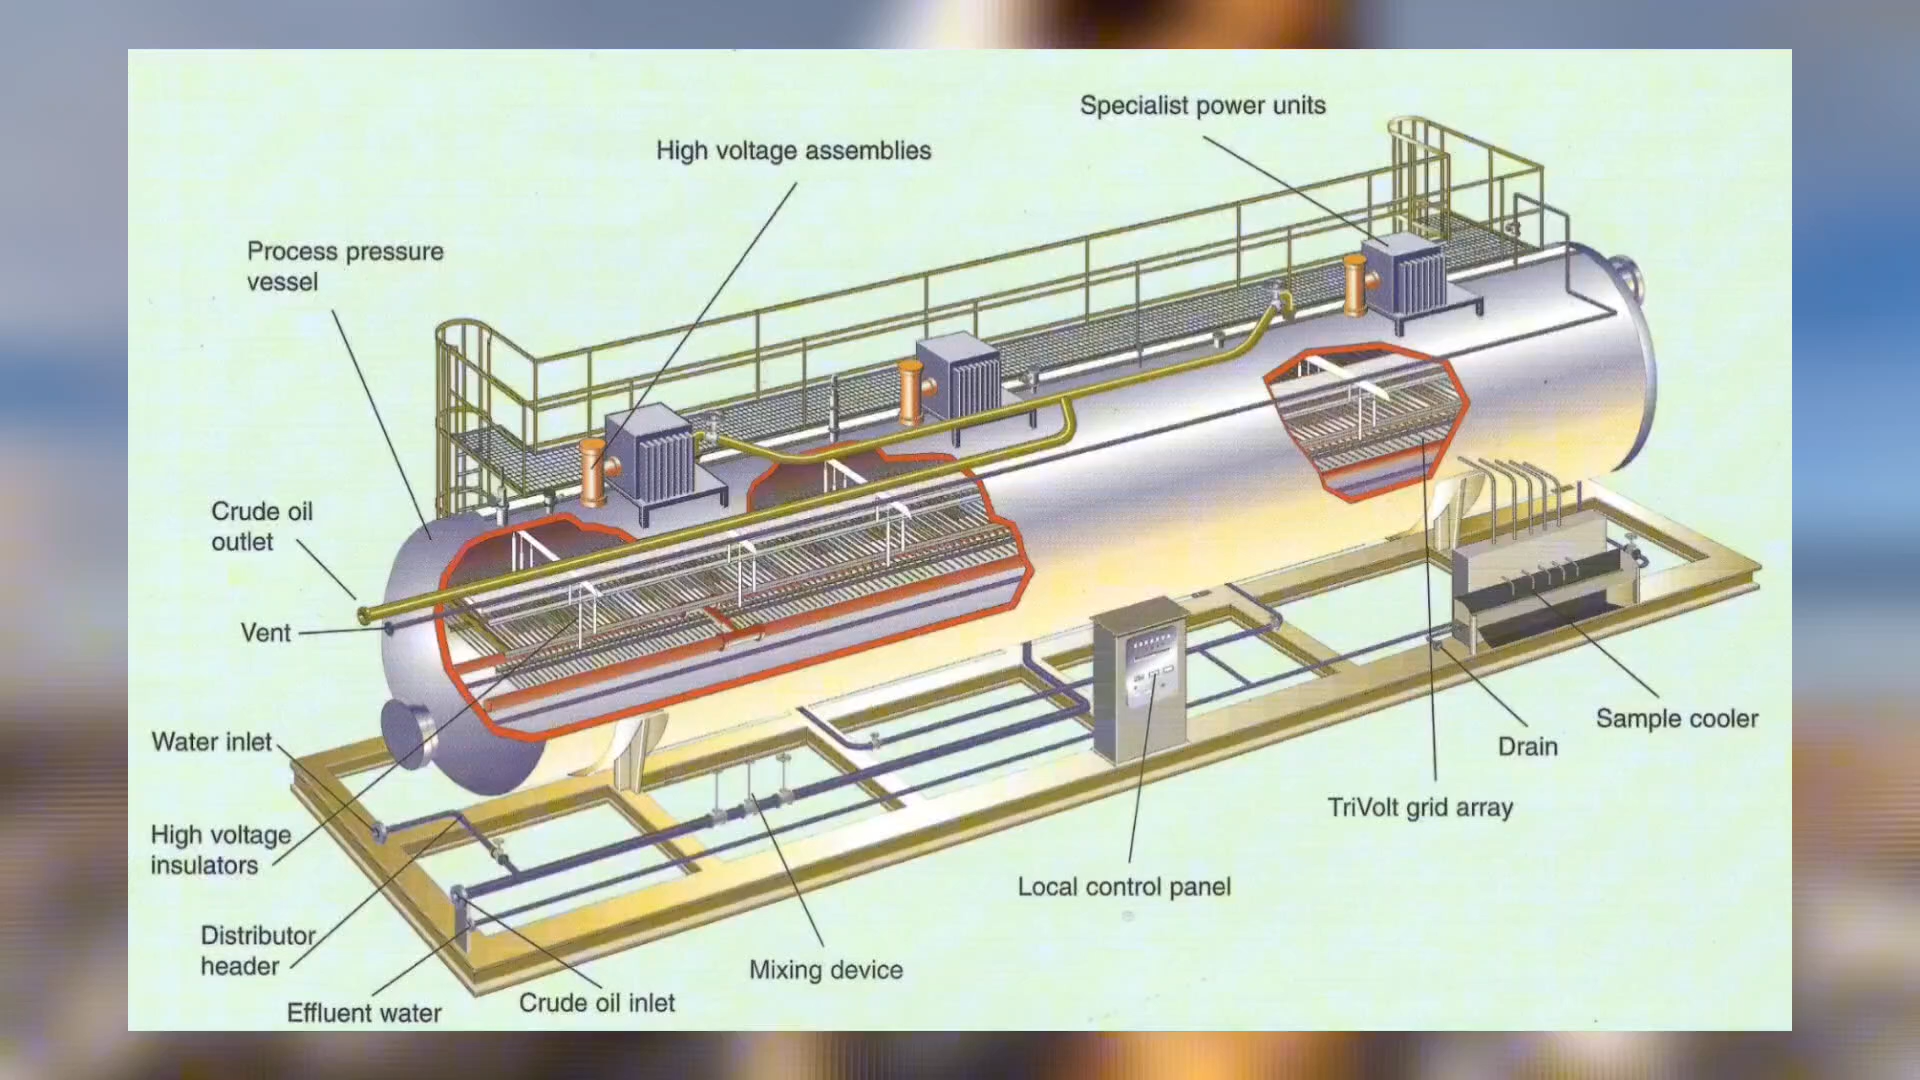 Specialist power units
High voltage assemblies
Process pressure
vessel
Crude oil
outlet
Vent
Water inlet
High voltage
insulators
Distributor
header
Effluent water
Crude oil inlet
Mixing device
Local control panel
TriVolt grid array
Drain
Sample cooler